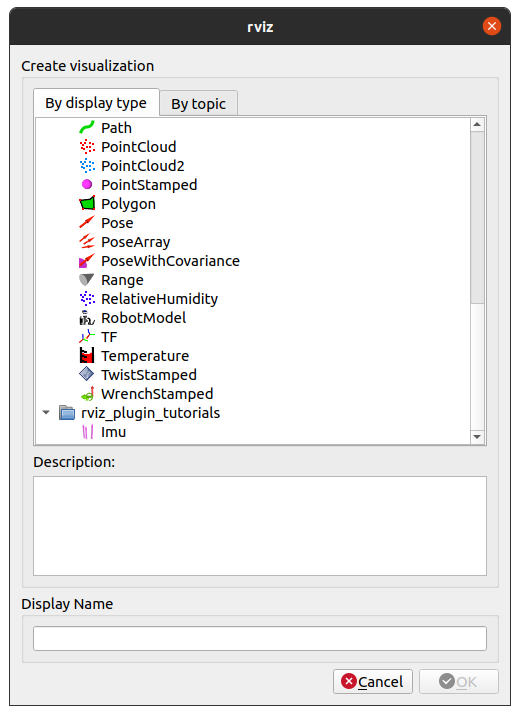 rviz
Create visualization
By display type
By topic
Path
PointCloud
PointCloud2
PointStamped
Polygon
Pose
PoseArray
PoseWithCovariance
Range
RelativeHumidity
RobotModel
TF
Temperature
TwistStamped
WrenchStamped
rviz_plugin_tutorials
Imu
Description:
Display Name
Cancel
OK